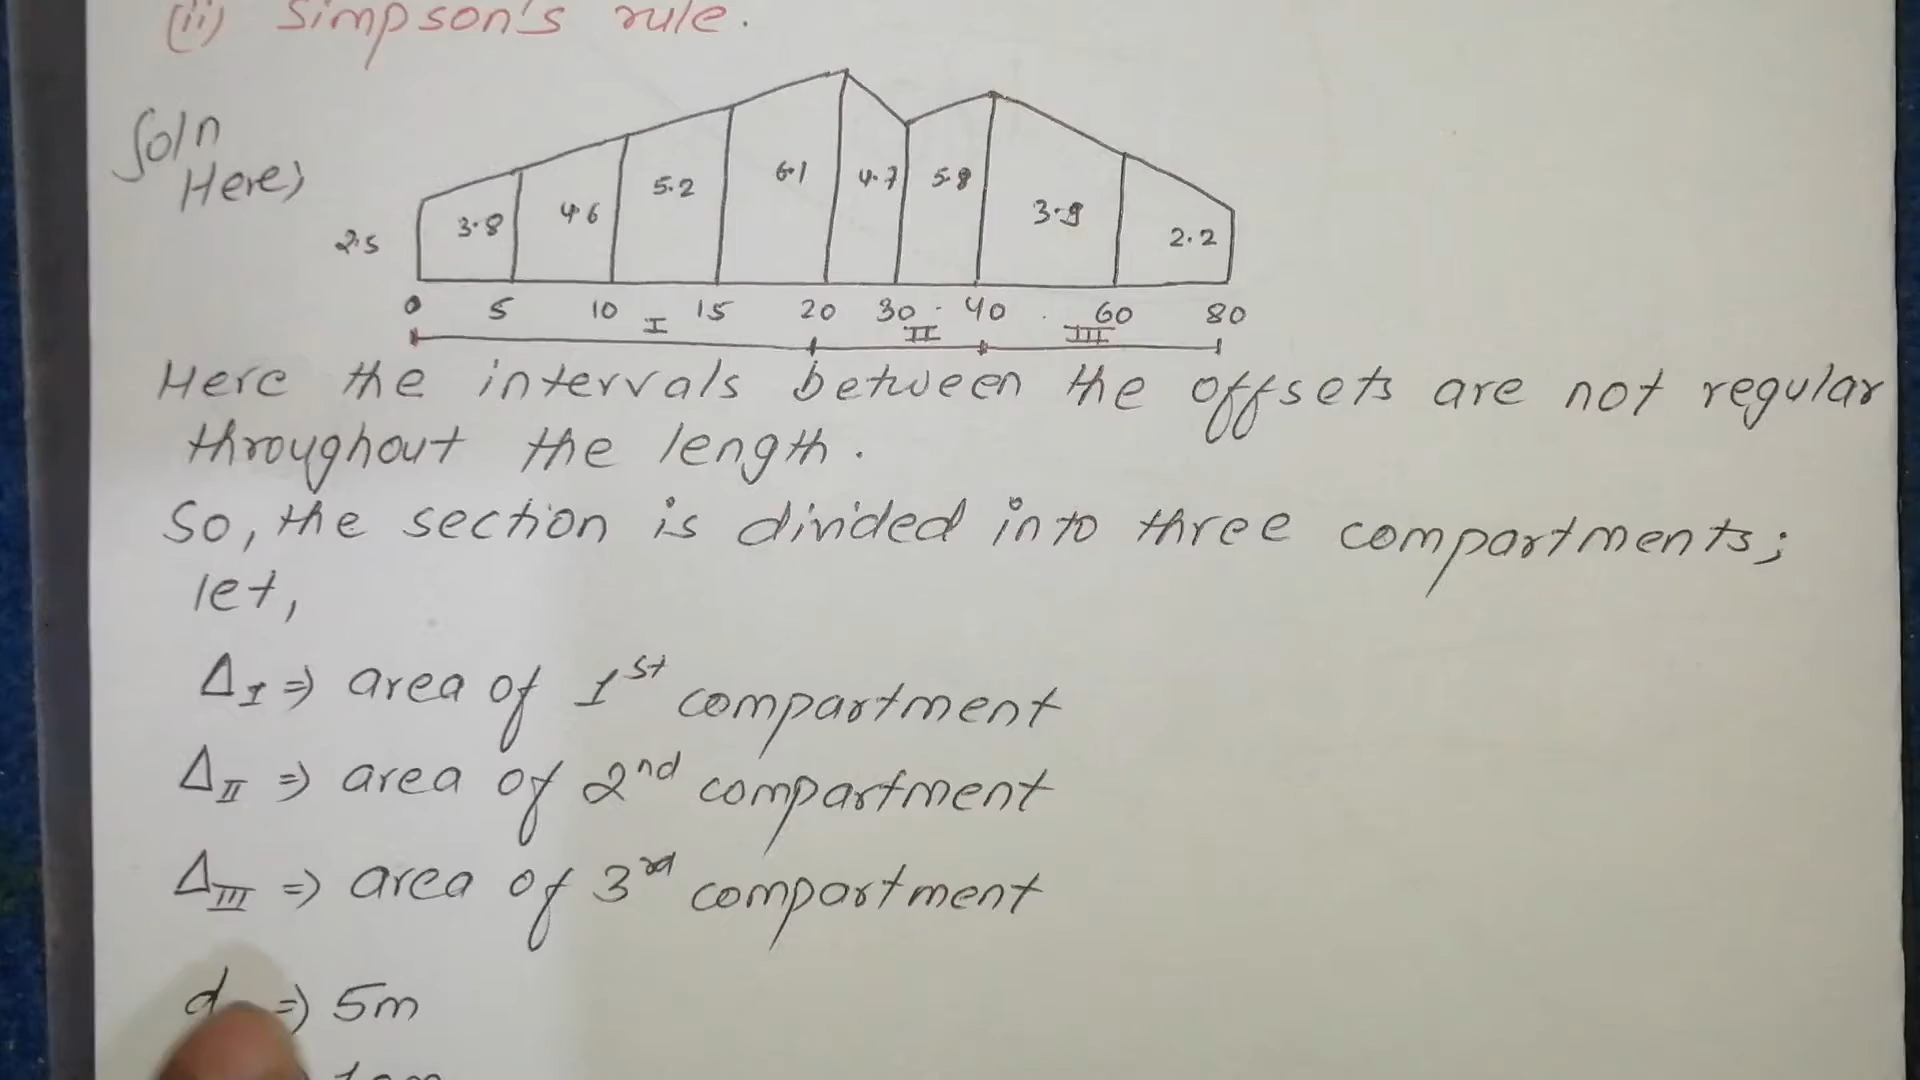 (ii) Simpson's rule.
Soln
Here,
2.5 3.8 4.6 5.2 6.1 4.7 5.8 3.9 2.2
0 5 10 15 20 30 40 60 80
I II III
Here the intervals between the offsets are not regular
throughout the length.
So, the section is divided into three compartments;
let,
Δ_I ⇒ area of 1st compartment
Δ_II ⇒ area of 2nd compartment
Δ_III ⇒ area of 3rd compartment
d ⇒ 5m